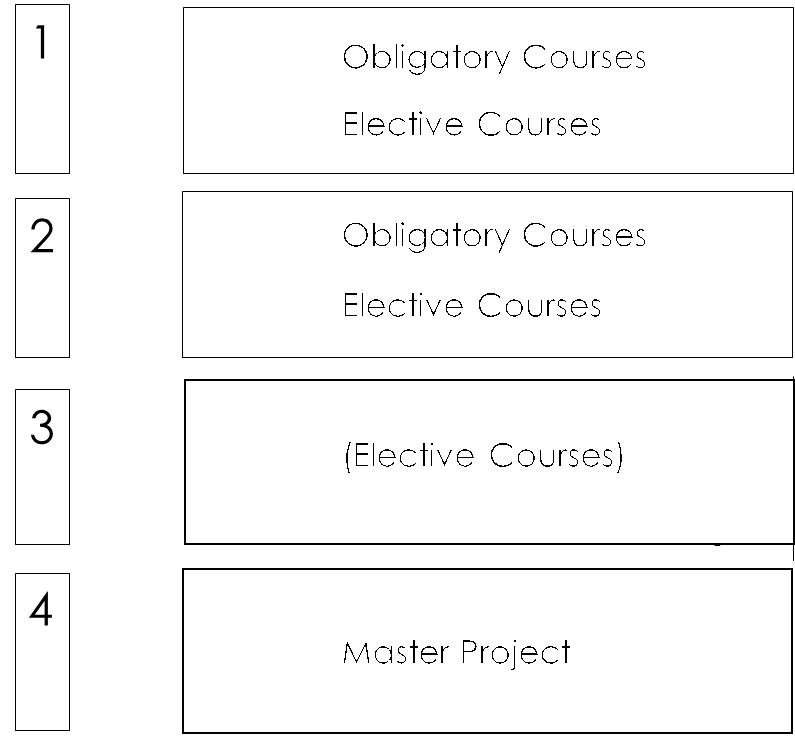 1
Obligatory Courses
Elective Courses
2
Obligatory Courses
Elective Courses
3
(Elective Courses)
4
Master Project